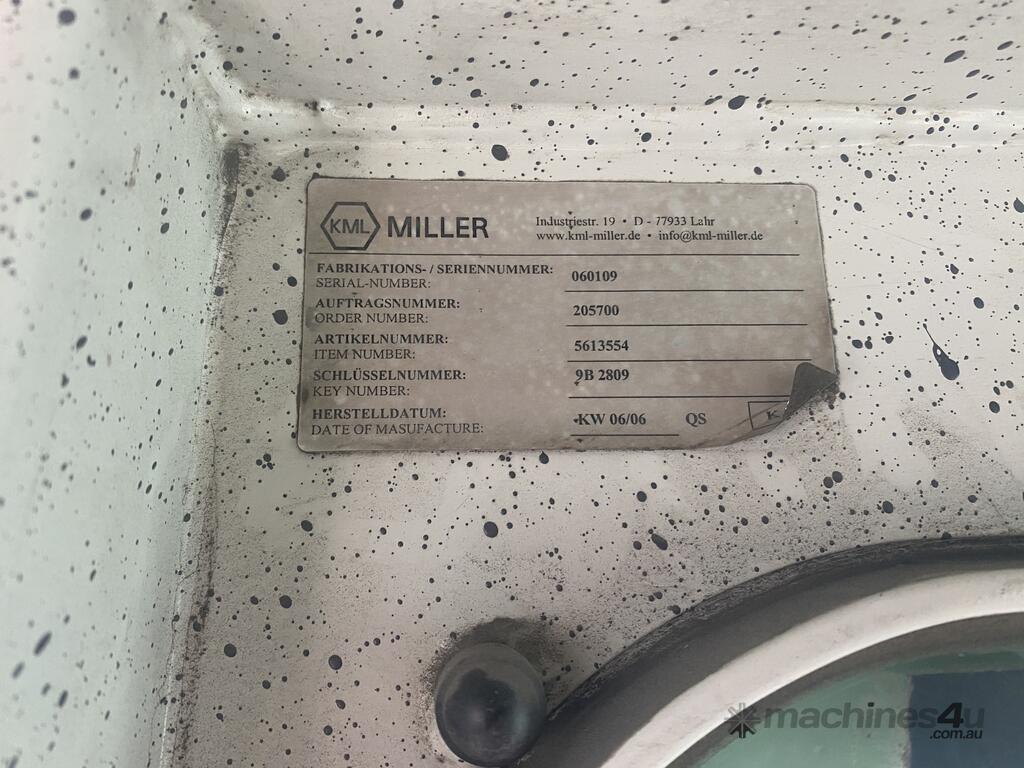 KML MILLER
Industriestr. 19 • D - 77933 Lahr
www.kml-miller.de • info@kml-miller.de
FABRIKATIONS- / SERIENNUMMER: 060109
SERIAL-NUMBER:
AUFTRAGSNUMMER: 205700
ORDER NUMBER:
ARTIKELNUMMER: 5613554
ITEM NUMBER:
SCHLÜSSELNUMMER: 9B 2809
KEY NUMBER:
HERSTELLDATUM: KW 06/06 QS K
DATE OF MASUFACTURE:
machines4u
.com.au